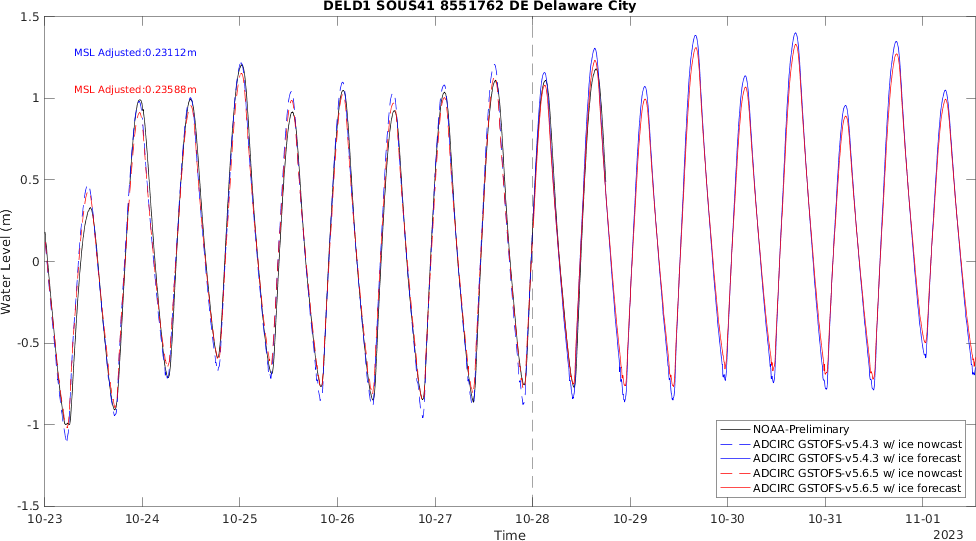 DELD1 SOUS41 8551762 DE Delaware City
1.5
MSL Adjusted:0.23112m
MSL Adjusted:0.23588m
1
0.5
0
-0.5
-1
-1.5
Water Level (m)
NOAA-Preliminary
ADCIRC GSTOFS-v5.4.3 w/ ice nowcast
ADCIRC GSTOFS-v5.4.3 w/ ice forecast
ADCIRC GSTOFS-v5.6.5 w/ ice nowcast
ADCIRC GSTOFS-v5.6.5 w/ ice forecast
10-23 10-24 10-25 10-26 10-27 10-28 10-29 10-30 10-31 11-01
Time
2023